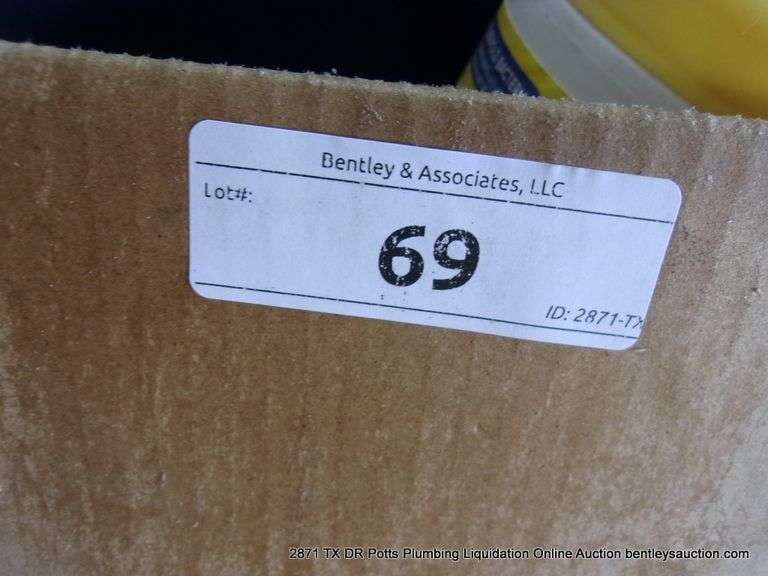 Bentley & Associates, LLC
Lot#:
69
ID: 2871-TX
2871 TX DR Potts Plumbing Liquidation Online Auction bentleysauction.com